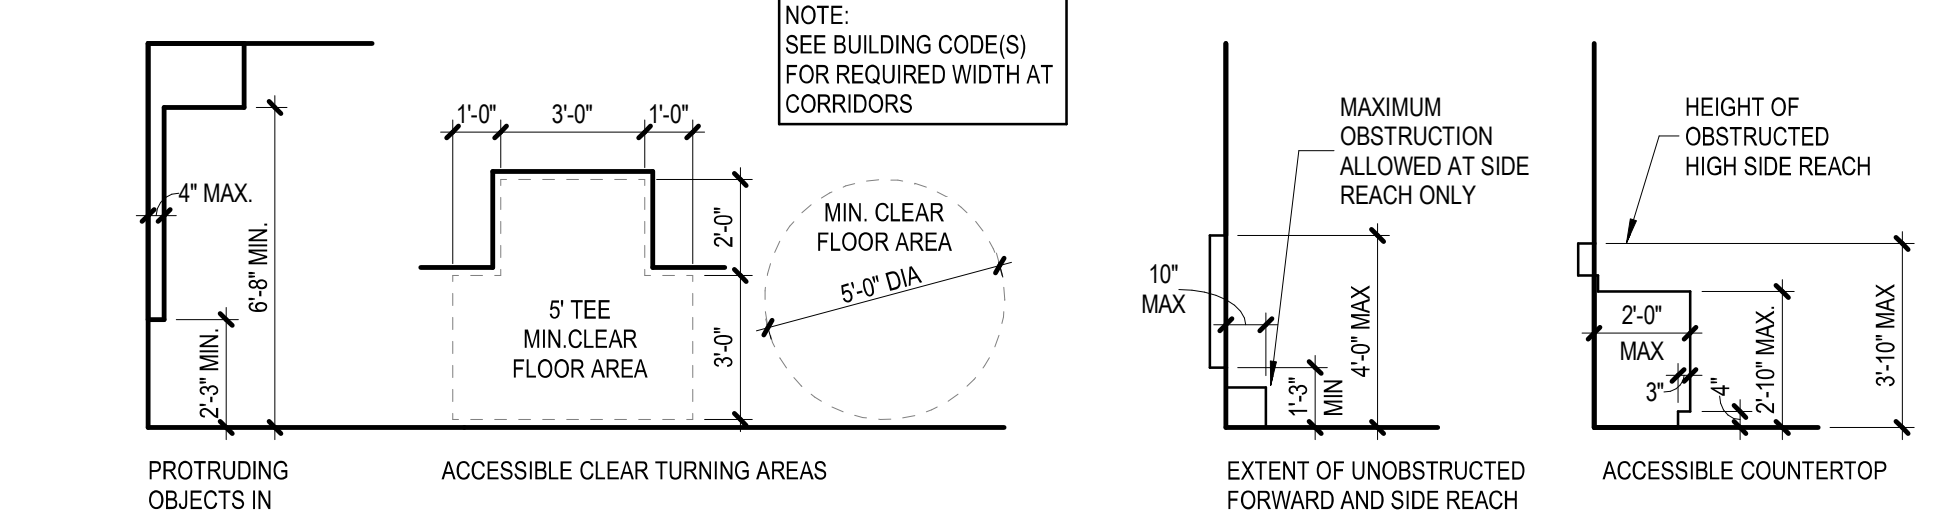 NOTE:
SEE BUILDING CODE(S)
FOR REQUIRED WIDTH AT
CORRIDORS
4" MAX.
6'-8" MIN.
2'-3" MIN.
PROTRUDING
OBJECTS IN
1'-0"
3'-0"
1'-0"
2'-0"
3'-0"
5' TEE
MIN.CLEAR
FLOOR AREA
MIN. CLEAR
FLOOR AREA
5'-0" DIA
ACCESSIBLE CLEAR TURNING AREAS
MAXIMUM
OBSTRUCTION
ALLOWED AT SIDE
REACH ONLY
10"
MAX
4'-0" MAX
1'-3"
MIN
EXTENT OF UNOBSTRUCTED
FORWARD AND SIDE REACH
HEIGHT OF
OBSTRUCTED
HIGH SIDE REACH
2'-0"
MAX
3"
4"
2'-10" MAX.
3'-10" MAX
ACCESSIBLE COUNTERTOP